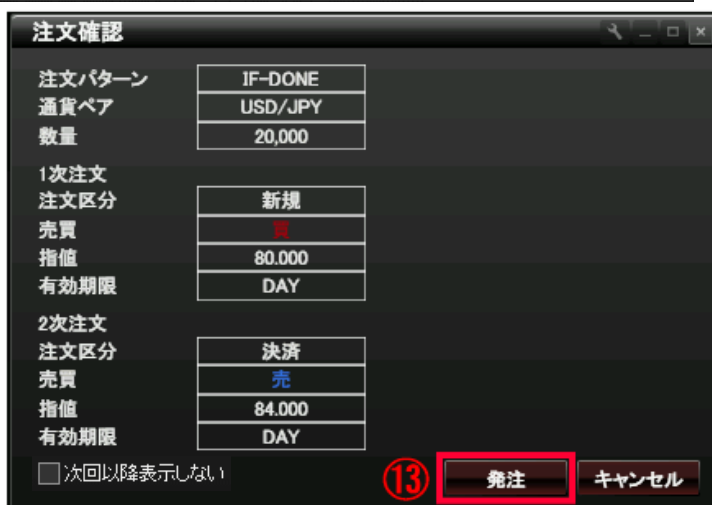 注文確認
注文パターン IF-DONE
通貨ペア USD/JPY
数量 20,000
1次注文
注文区分 新規
売買 買
指値 80.000
有効期限 DAY
2次注文
注文区分 決済
売買 売
指値 84.000
有効期限 DAY
次回以降表示しない ⑬ 発注 キャンセル